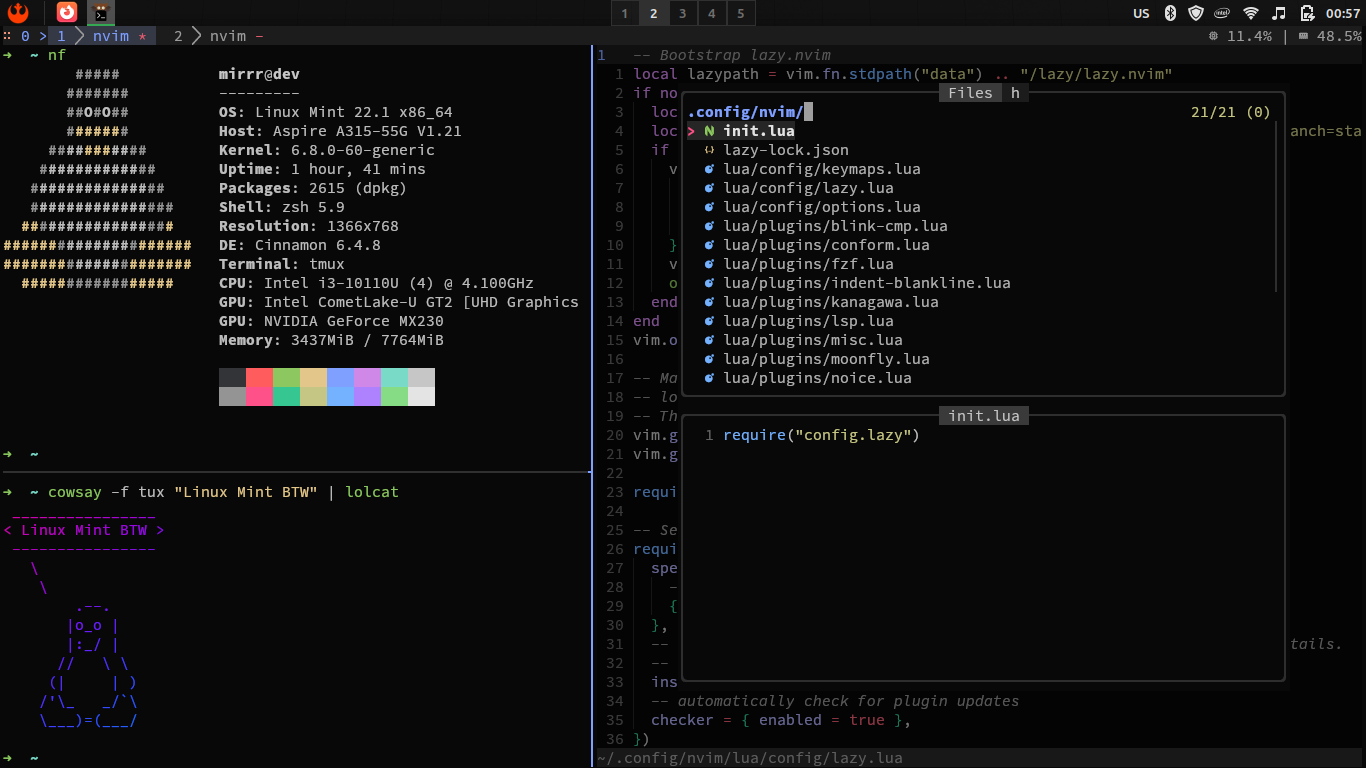 1 2 3 4 5
US intel 00:57
:: 0 > 1 nvim * 2 nvim -
11.4% | 48.5%
➜ ~ nf
#####
#######
##O#O##
#######
###########
#############
###############
################
#################
#####################
#####################
#################
mirrr@dev
---------
OS: Linux Mint 22.1 x86_64
Host: Aspire A315-55G V1.21
Kernel: 6.8.0-60-generic
Uptime: 1 hour, 41 mins
Packages: 2615 (dpkg)
Shell: zsh 5.9
Resolution: 1366x768
DE: Cinnamon 6.4.8
Terminal: tmux
CPU: Intel i3-10110U (4) @ 4.100GHz
GPU: Intel CometLake-U GT2 [UHD Graphics
GPU: NVIDIA GeForce MX230
Memory: 3437MiB / 7764MiB
➜ ~
➜ ~ cowsay -f tux "Linux Mint BTW" | lolcat
________________
< Linux Mint BTW >
----------------
\
\
.--.
|o_o |
|:_/ |
// \ \
(| | )
/'\_ _/`\
\___)=(___/
➜ ~
1 -- Bootstrap lazy.nvim
1 local lazypath = vim.fn.stdpath("data") .. "/lazy/lazy.nvim"
2 if no
3 loc
4 loc anch=sta
5 if
6 v
7
8
9
10 }
11 v
12 o
13 end
14 end
15 vim.o
16
17 -- Ma
18 -- lo
19 -- Th
20 vim.g
21 vim.g
22
23 requi
24
25 -- Se
26 requi
27 spe
28 -
29 {
30 },
31 -- tails.
32 --
33 ins
34 -- automatically check for plugin updates
35 checker = { enabled = true },
36 })
~/.config/nvim/lua/config/lazy.lua
Files h
.config/nvim/ 21/21 (0)
> init.lua
lazy-lock.json
lua/config/keymaps.lua
lua/config/lazy.lua
lua/config/options.lua
lua/plugins/blink-cmp.lua
lua/plugins/conform.lua
lua/plugins/fzf.lua
lua/plugins/indent-blankline.lua
lua/plugins/kanagawa.lua
lua/plugins/lsp.lua
lua/plugins/misc.lua
lua/plugins/moonfly.lua
lua/plugins/noice.lua
init.lua
1 require("config.lazy")